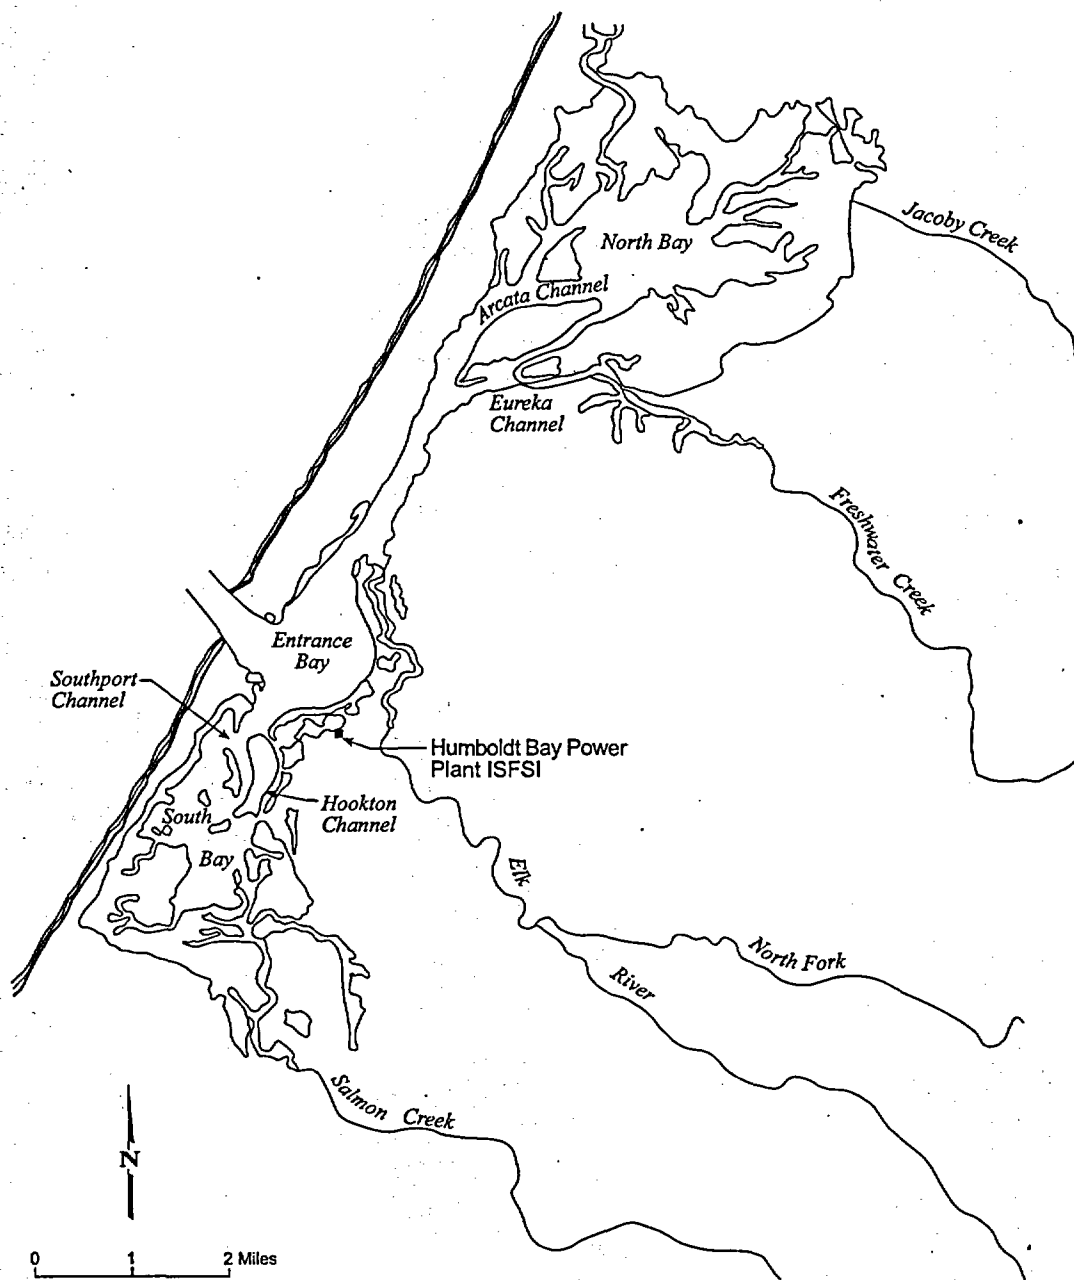 Jacoby Creek
North Bay
Arcata Channel
Eureka
Channel
Freshwater Creek
Entrance
Bay
Southport
Channel
Humboldt Bay Power
Plant ISFSI
Hookton
Channel
South
Bay
Elk
River
North Fork
Salmon Creek
N
0 1 2 Miles